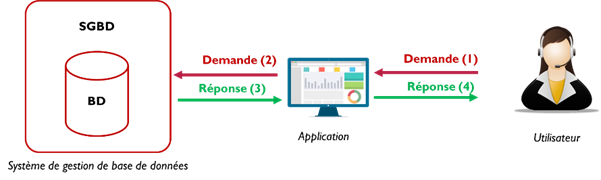 SGBD
BD
Demande (2)
Réponse (3)
Demande (1)
Réponse (4)
Application
Utilisateur
Système de gestion de base de données